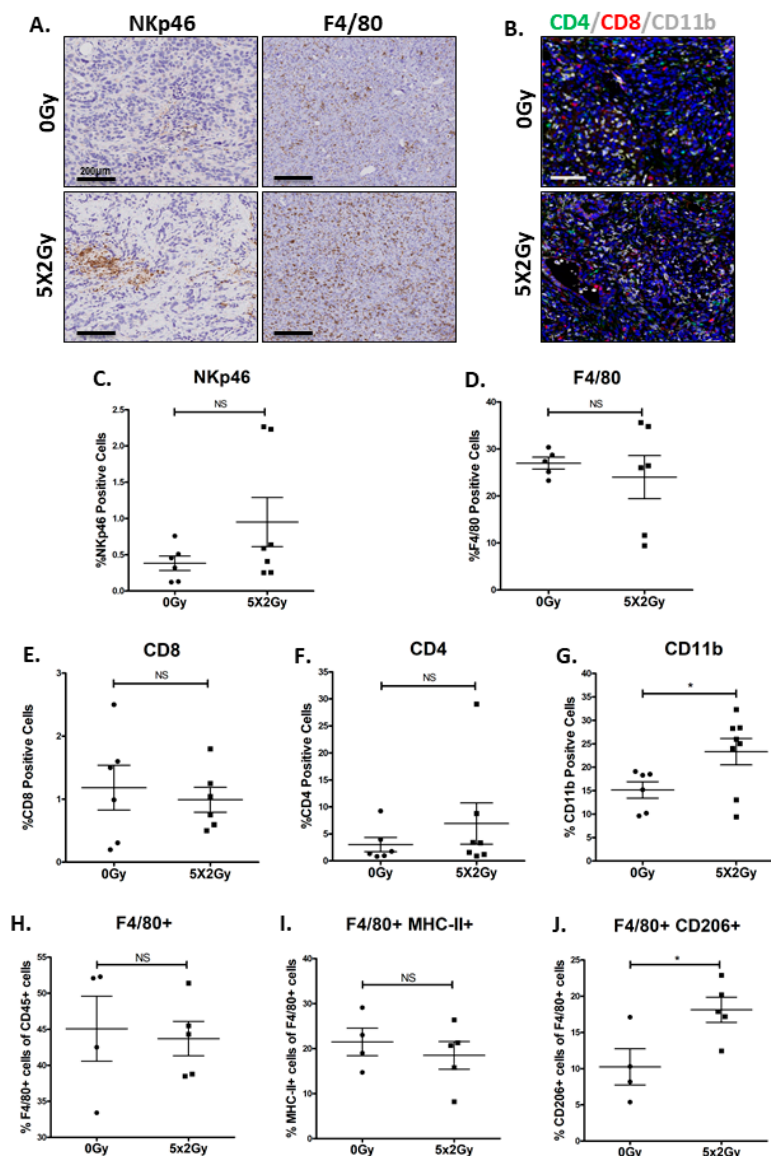 A. NKp46 F4/80 B. CD4/CD8/CD11b
0Gy
0Gy
200μm
5X2Gy
5X2Gy
C. NKp46
NS
%NKp46 Positive Cells
2.5
2.0
1.5
1.0
0.5
0.0
0Gy 5X2Gy
D. F4/80
NS
%F4/80 Positive Cells
40
30
20
10
0
0Gy 5X2Gy
E. CD8
NS
%CD8 Positive Cells
3
2
1
0
0Gy 5X2Gy
F. CD4
NS
%CD4 Positive Cells
35
30
25
20
15
10
5
0
0Gy 5X2Gy
G. CD11b
*
% CD11b Positve Cells
40
35
30
25
20
15
10
5
0
0Gy 5X2Gy
H. F4/80+
NS
% F4/80+ cells of CD45+ cells
55
50
45
40
35
30
0Gy 5x2Gy
I. F4/80+ MHC-II+
NS
% MHC-II+ cells of F4/80+ cells
40
30
20
10
0
0Gy 5x2Gy
J. F4/80+ CD206+
*
% CD206+ cells of F4/80+ cells
25
20
15
10
5
0
0Gy 5x2Gy